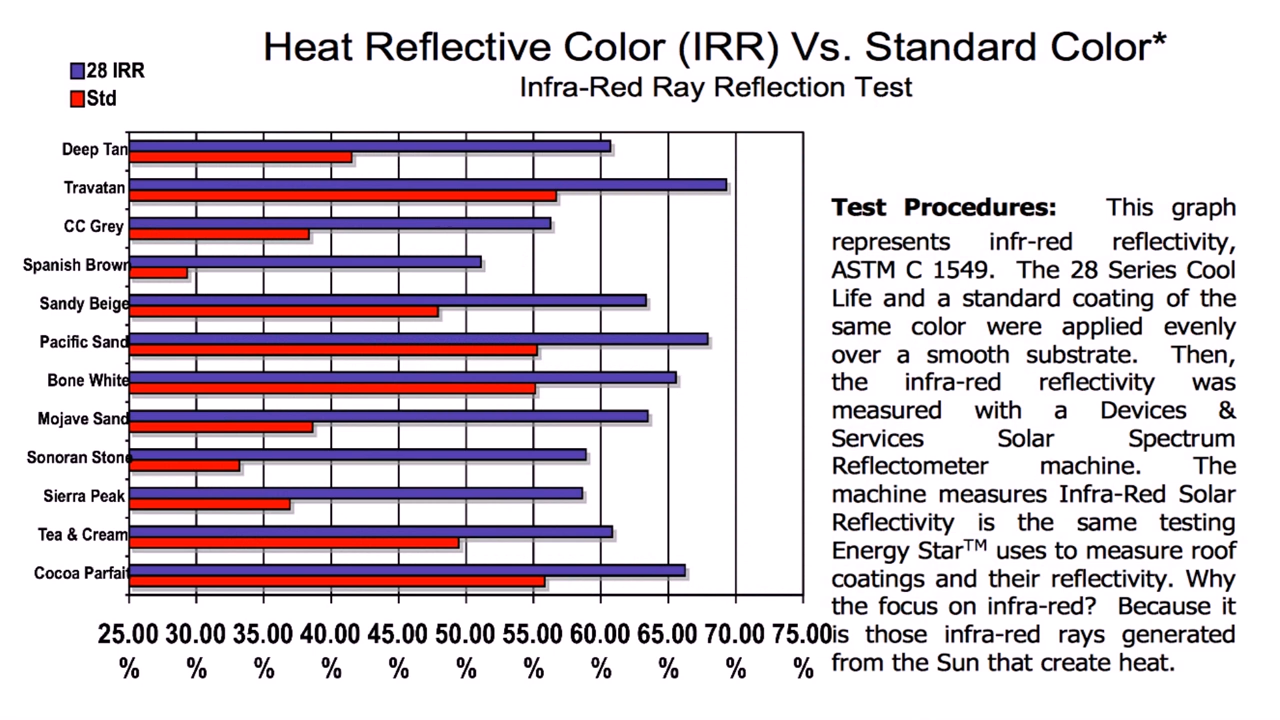 Heat Reflective Color (IRR) Vs. Standard Color*
Infra-Red Ray Reflection Test
28 IRR
Std
Deep Tan
Travatan
CC Grey
Spanish Brown
Sandy Beige
Pacific Sand
Bone White
Mojave Sand
Sonoran Stone
Sierra Peak
Tea & Cream
Cocoa Parfait
25.00 30.00 35.00 40.00 45.00 50.00 55.00 60.00 65.00 70.00 75.00
% % % % % % % % % % %
Test Procedures: This graph
represents infr-red reflectivity,
ASTM C 1549. The 28 Series Cool
Life and a standard coating of the
same color were applied evenly
over a smooth substrate. Then,
the infra-red reflectivity was
measured with a Devices &
Services Solar Spectrum
Reflectometer machine. The
machine measures Infra-Red Solar
Reflectivity is the same testing
Energy Star™ uses to measure roof
coatings and their reflectivity. Why
the focus on infra-red? Because it
is those infra-red rays generated
from the Sun that create heat.